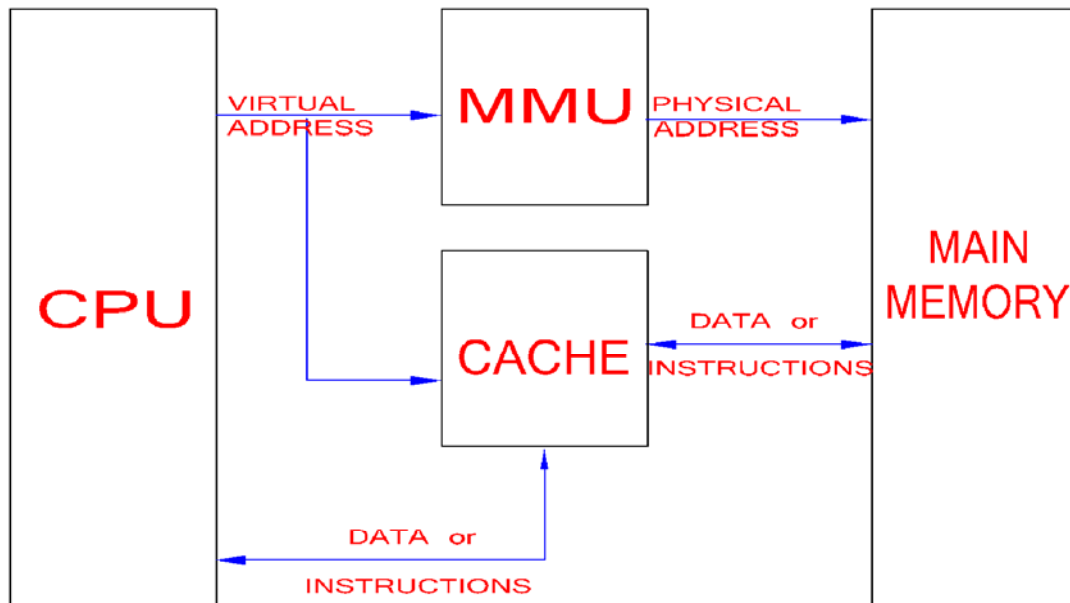 VIRTUAL
ADDRESS
MMU
PHYSICAL
ADDRESS
CPU
CACHE
DATA or
INSTRUCTIONS
MAIN
MEMORY
DATA or
INSTRUCTIONS